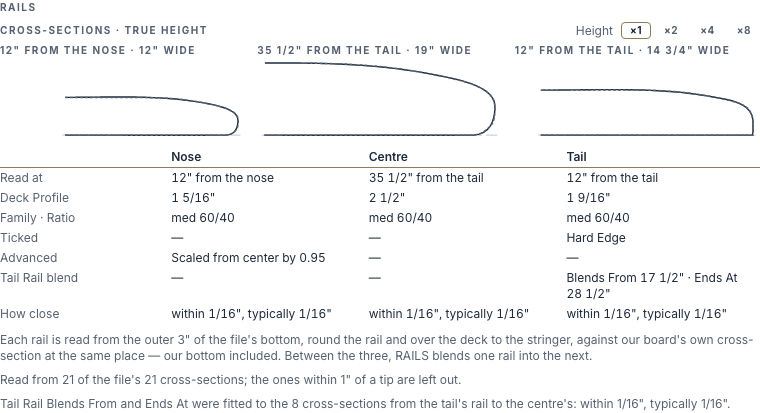 RAILS
CROSS-SECTIONS · TRUE HEIGHT
Height ×1 ×2 ×4 ×8
12" FROM THE NOSE · 12" WIDE
35 1/2" FROM THE TAIL · 19" WIDE
12" FROM THE TAIL · 14 3/4" WIDE
Nose Centre Tail
Read at 12" from the nose 35 1/2" from the tail 12" from the tail
Deck Profile 1 5/16" 2 1/2" 1 9/16"
Family · Ratio med 60/40 med 60/40 med 60/40
Ticked — — Hard Edge
Advanced Scaled from center by 0.95 — —
Tail Rail blend — — Blends From 17 1/2" · Ends At
28 1/2"
How close within 1/16", typically 1/16" within 1/16", typically 1/16" within 1/16", typically 1/16"
Each rail is read from the outer 3" of the file's bottom, round the rail and over the deck to the stringer, against our board's own cross-
section at the same place — our bottom included. Between the three, RAILS blends one rail into the next.
Read from 21 of the file's 21 cross-sections; the ones within 1" of a tip are left out.
Tail Rail Blends From and Ends At were fitted to the 8 cross-sections from the tail's rail to the centre's: within 1/16", typically 1/16".